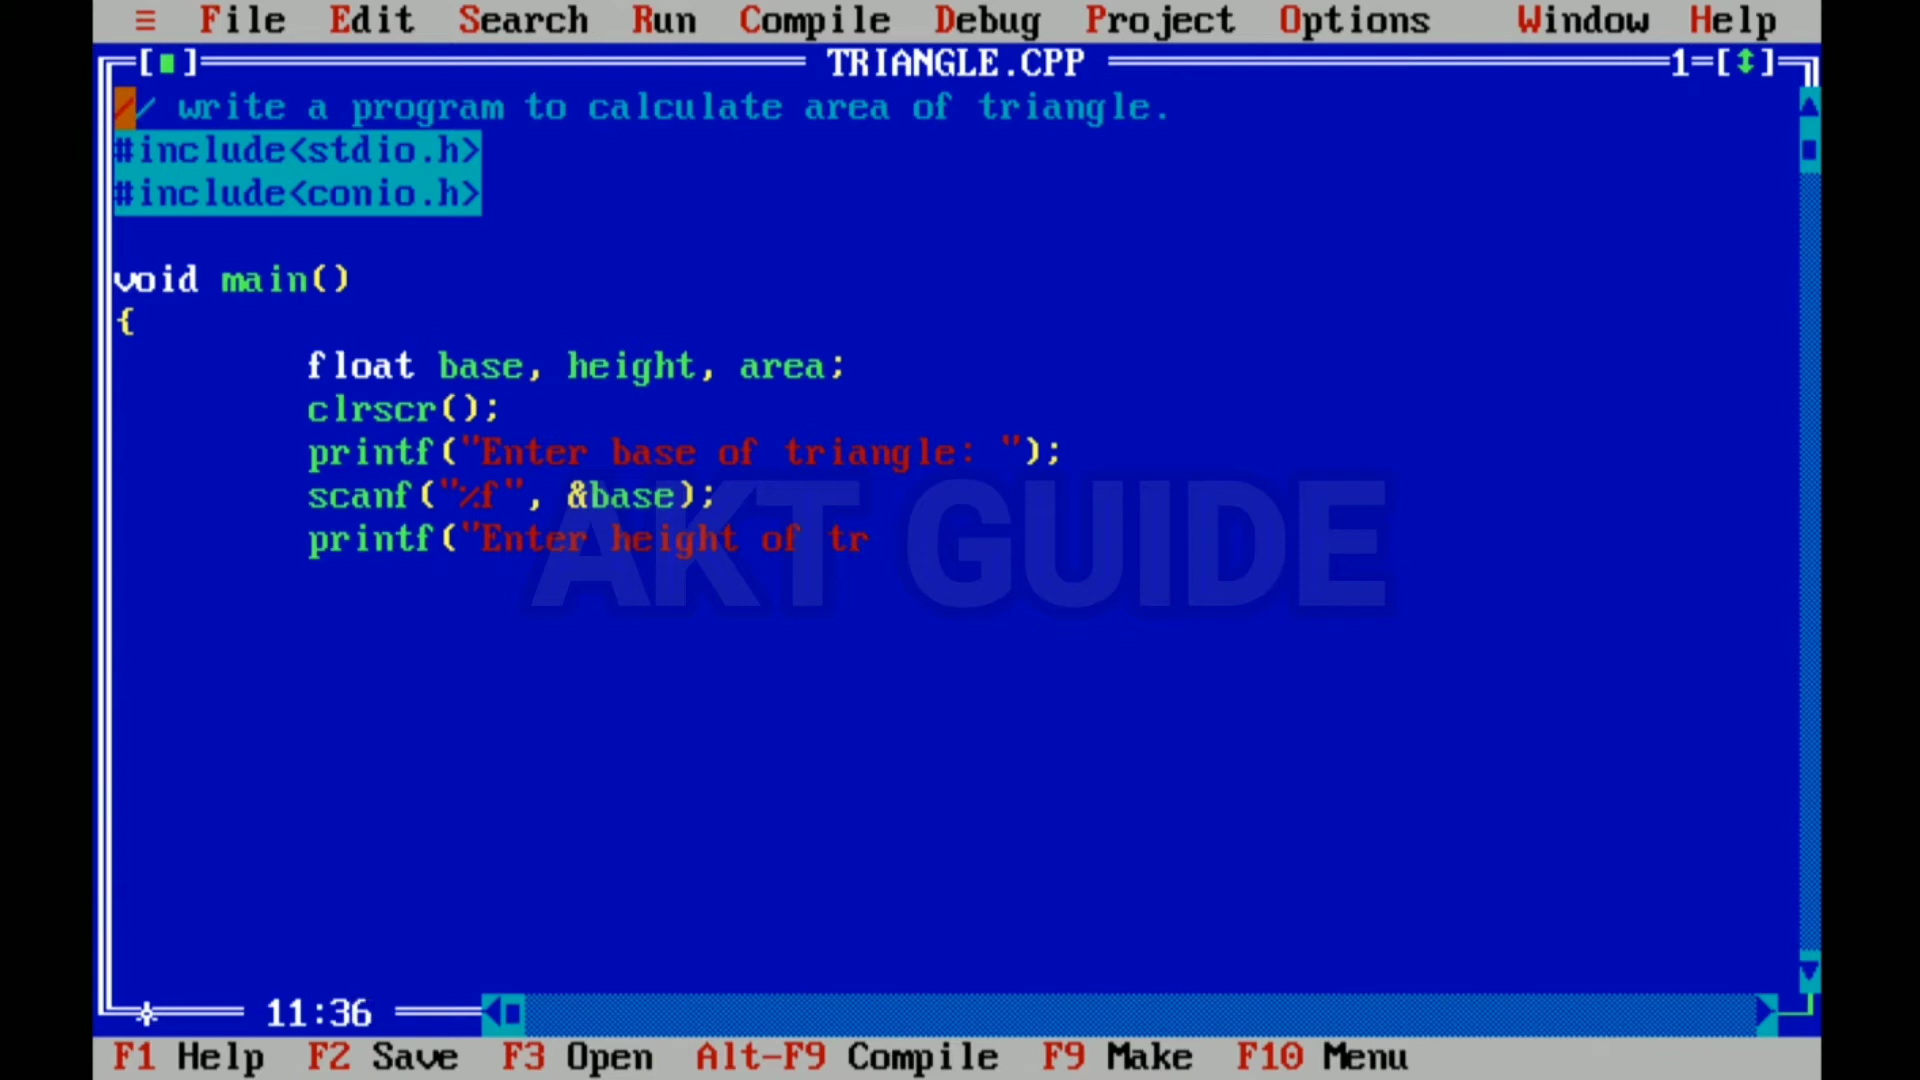 ≡ File Edit Search Run Compile Debug Project Options Window Help
[■] TRIANGLE.CPP 1=[↕]
// write a program to calculate area of triangle.
#include<stdio.h>
#include<conio.h>
void main()
{
float base, height, area;
clrscr();
printf("Enter base of triangle: ");
scanf("%f", &base);
printf("Enter height of tr
AKT GUIDE
11:36
F1 Help F2 Save F3 Open Alt-F9 Compile F9 Make F10 Menu